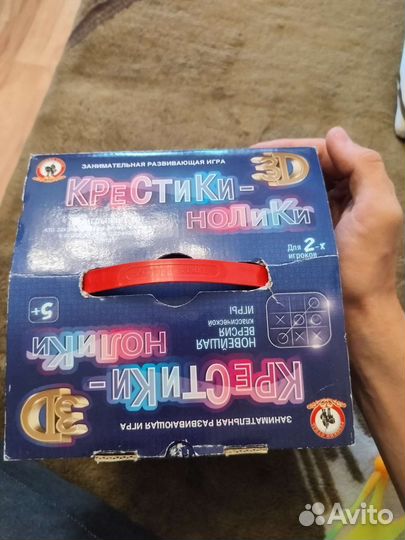 ЗАНИМАТЕЛЬНАЯ РАЗВИВАЮЩАЯ ИГРА
3D
КРЕСТИКИ-
НОЛИКИ
Для 2-х
игроков
5+
НОВЕЙШАЯ
ВЕРСИЯ
КЛАССИЧЕСКОЙ
ИГРЫ
КРЕСТИКИ-
НОЛИКИ
3D
ЗАНИМАТЕЛЬНАЯ РАЗВИВАЮЩАЯ ИГРА
Avito